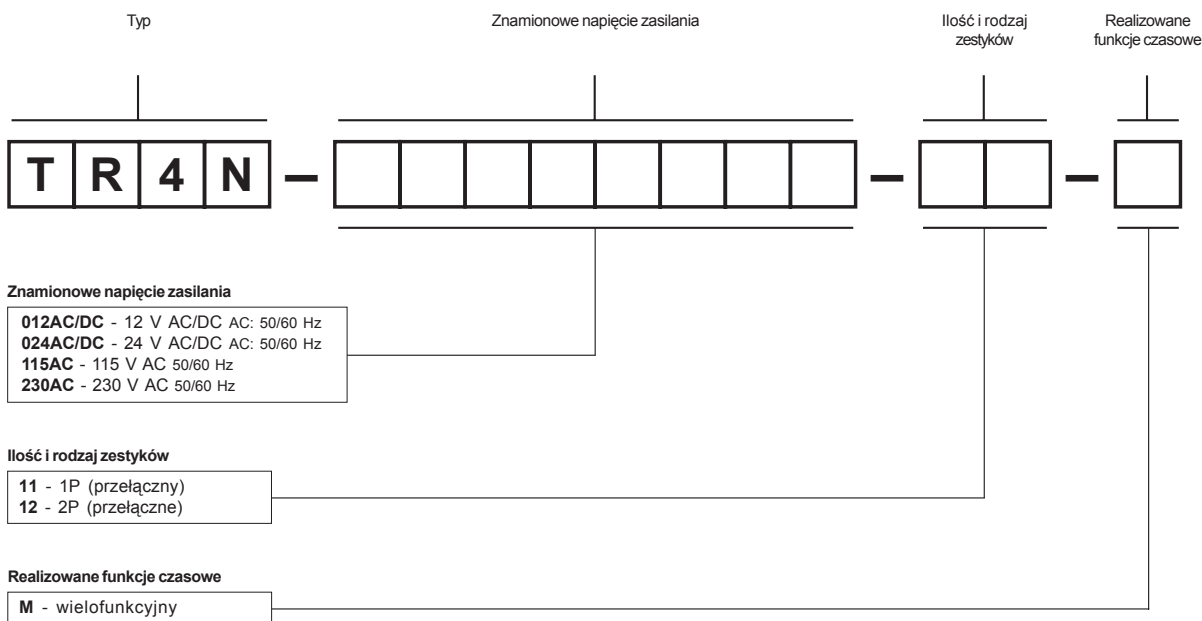 Typ
Znamionowe napięcie zasilania
Ilość i rodzaj
zestyków
Realizowane
funkcje czasowe
T R 4 N – – –
Znamionowe napięcie zasilania
012AC/DC - 12 V AC/DC AC: 50/60 Hz
024AC/DC - 24 V AC/DC AC: 50/60 Hz
115AC - 115 V AC 50/60 Hz
230AC - 230 V AC 50/60 Hz
Ilość i rodzaj zestyków
11 - 1P (przełączny)
12 - 2P (przełączne)
Realizowane funkcje czasowe
M - wielofunkcyjny